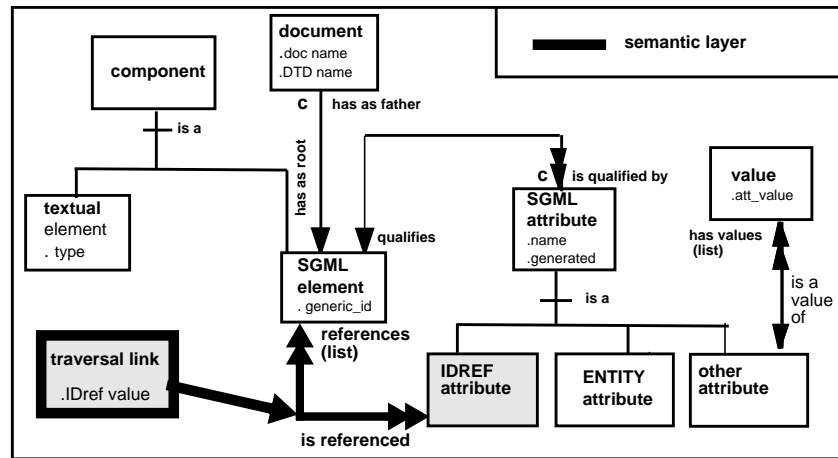 document
.doc name
.DTD name
semantic layer
component
c
has as father
is a
has as root
c
is qualified by
value
.att_value
textual
element
. type
SGML
attribute
.name
.generated
qualifies
has values
(list)
SGML
element
. generic_id
is a
is a
value
of
references
(list)
traversal link
.IDref value
IDREF
attribute
ENTITY
attribute
other
attribute
is referenced